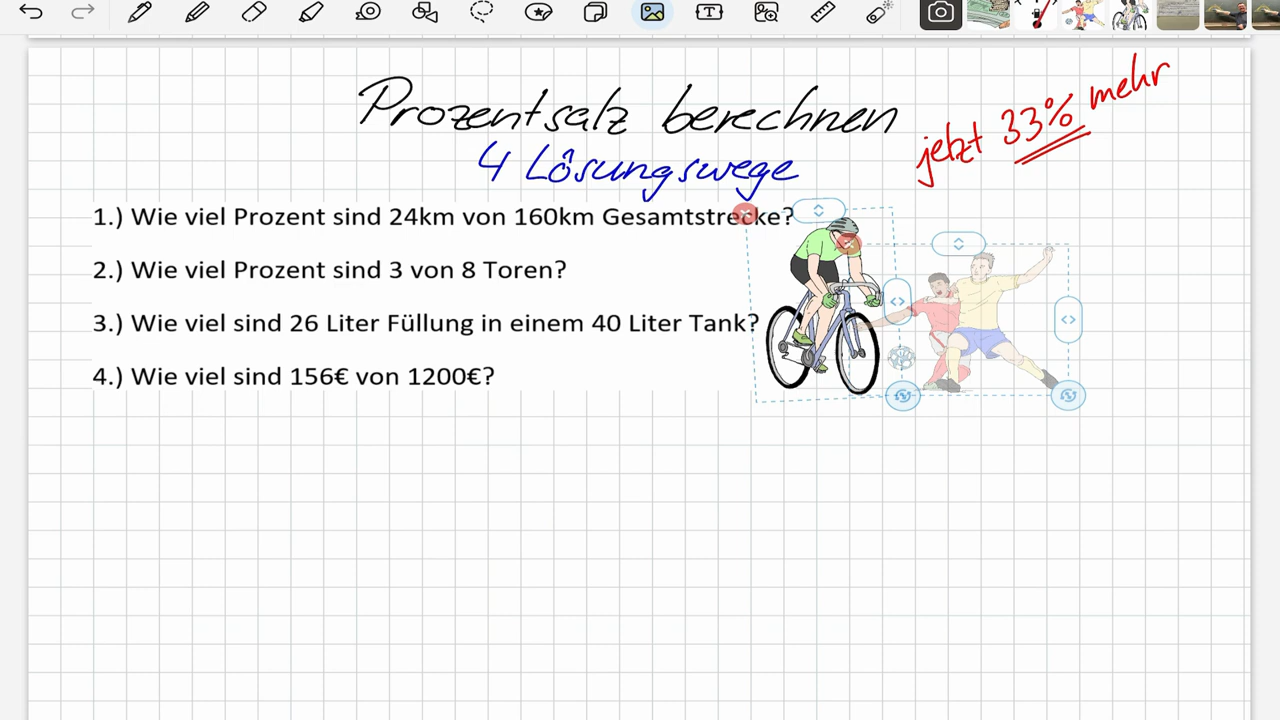 Prozentsatz berechnen
jetzt 33% mehr
4 Lösungswege
1.) Wie viel Prozent sind 24km von 160km Gesamtstrecke?
2.) Wie viel Prozent sind 3 von 8 Toren?
3.) Wie viel sind 26 Liter Füllung in einem 40 Liter Tank?
4.) Wie viel sind 156€ von 1200€?